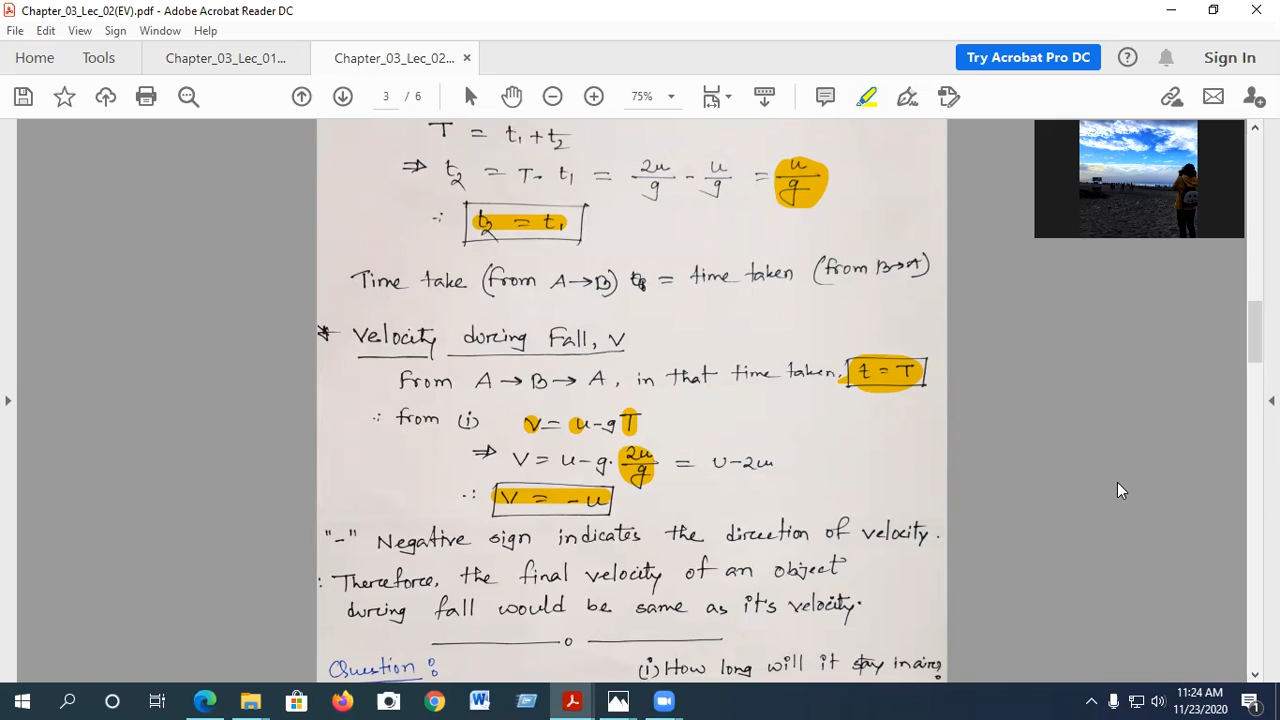 Chapter_03_Lec_02(EV).pdf - Adobe Acrobat Reader DC
File Edit View Sign Window Help
Home Tools Chapter_03_Lec_01... Chapter_03_Lec_02... × Try Acrobat Pro DC Sign In
3 / 6 75%
T = t₁ + t₂
⇒ t₂ = T - t₁ = 2u/g - u/g = u/g
∴ t₂ = t₁
Time take (from A→B) = time taken (from B→A)
* Velocity during Fall, V
From A → B → A, in that time taken, t = T
∴ from (i) V = u - gT
⇒ V = u - g. 2u/g = u - 2u
∴ V = - u
"-" Negative sign indicates the direction of velocity.
: Therefore, the final velocity of an object
during fall would be same as it's velocity.
o
Question: (i) How long will it stay in air?
11:24 AM
11/23/2020
1